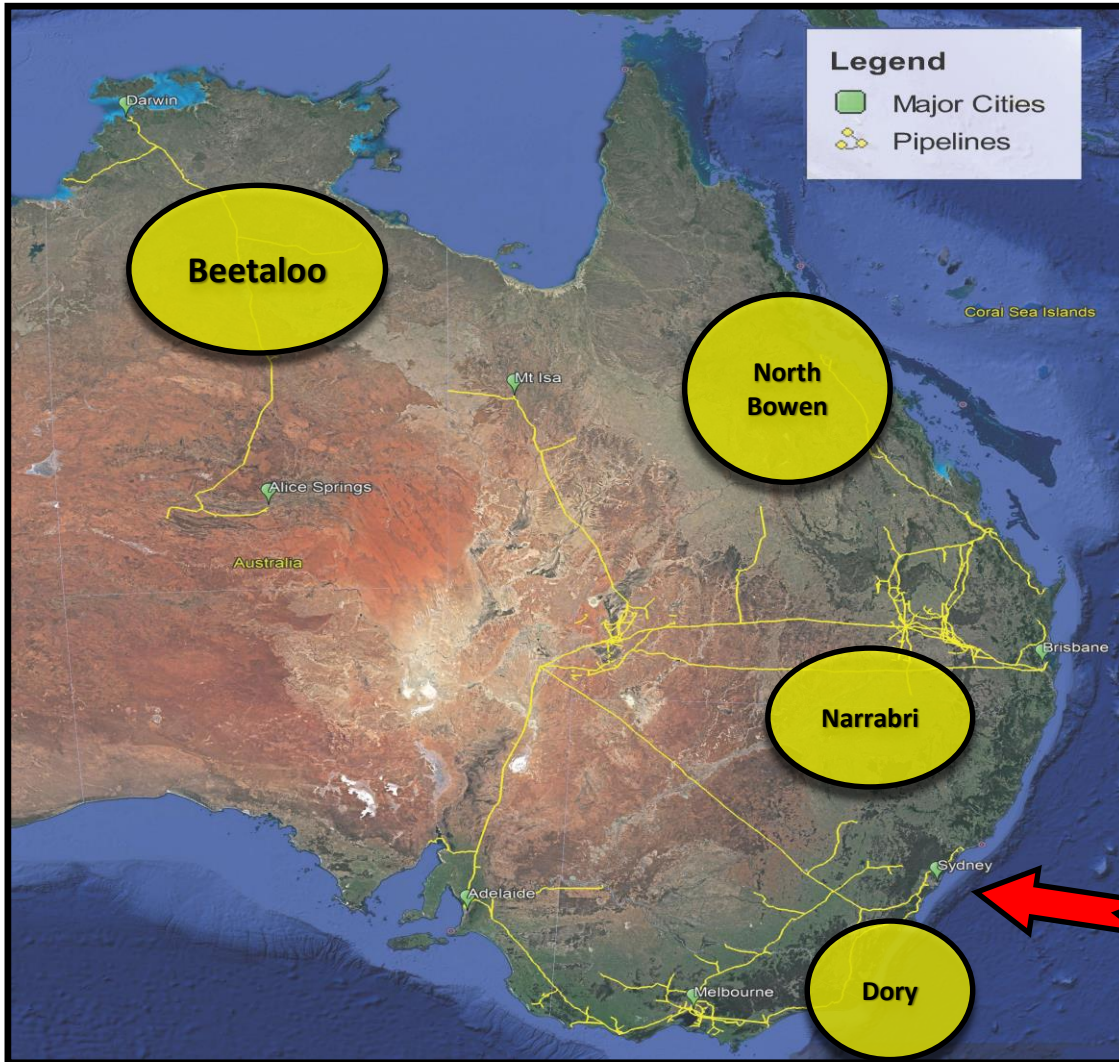 Legend
Major Cities
Pipelines
Darwin
Beetaloo
Coral Sea Islands
Mt Isa
North
Bowen
Alice Springs
Australia
Brisbane
Narrabri
Sydney
Adelaide
Melbourne
Dory